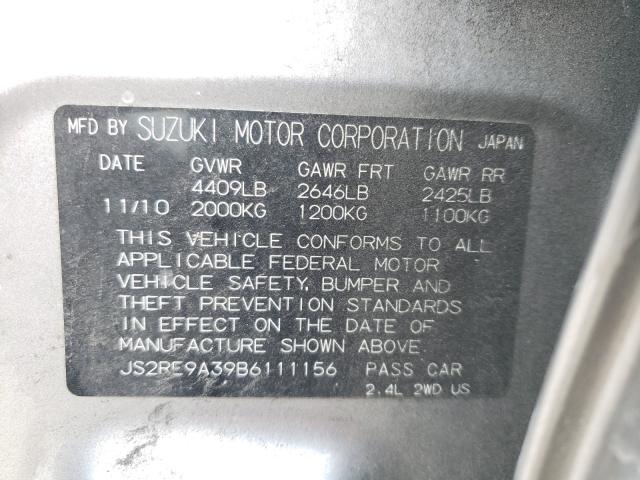 MFD BY SUZUKI MOTOR CORPORATION JAPAN
DATE GVWR GAWR FRT GAWR RR
4409LB 2646LB 2425LB
11/10 2000KG 1200KG 1100KG
THIS VEHICLE CONFORMS TO ALL
APPLICABLE FEDERAL MOTOR
VEHICLE SAFETY, BUMPER AND
THEFT PREVENTION STANDARDS
IN EFFECT ON THE DATE OF
MANUFACTURE SHOWN ABOVE.
JS2RE9A39B6111156 PASS CAR
2.4L 2WD US